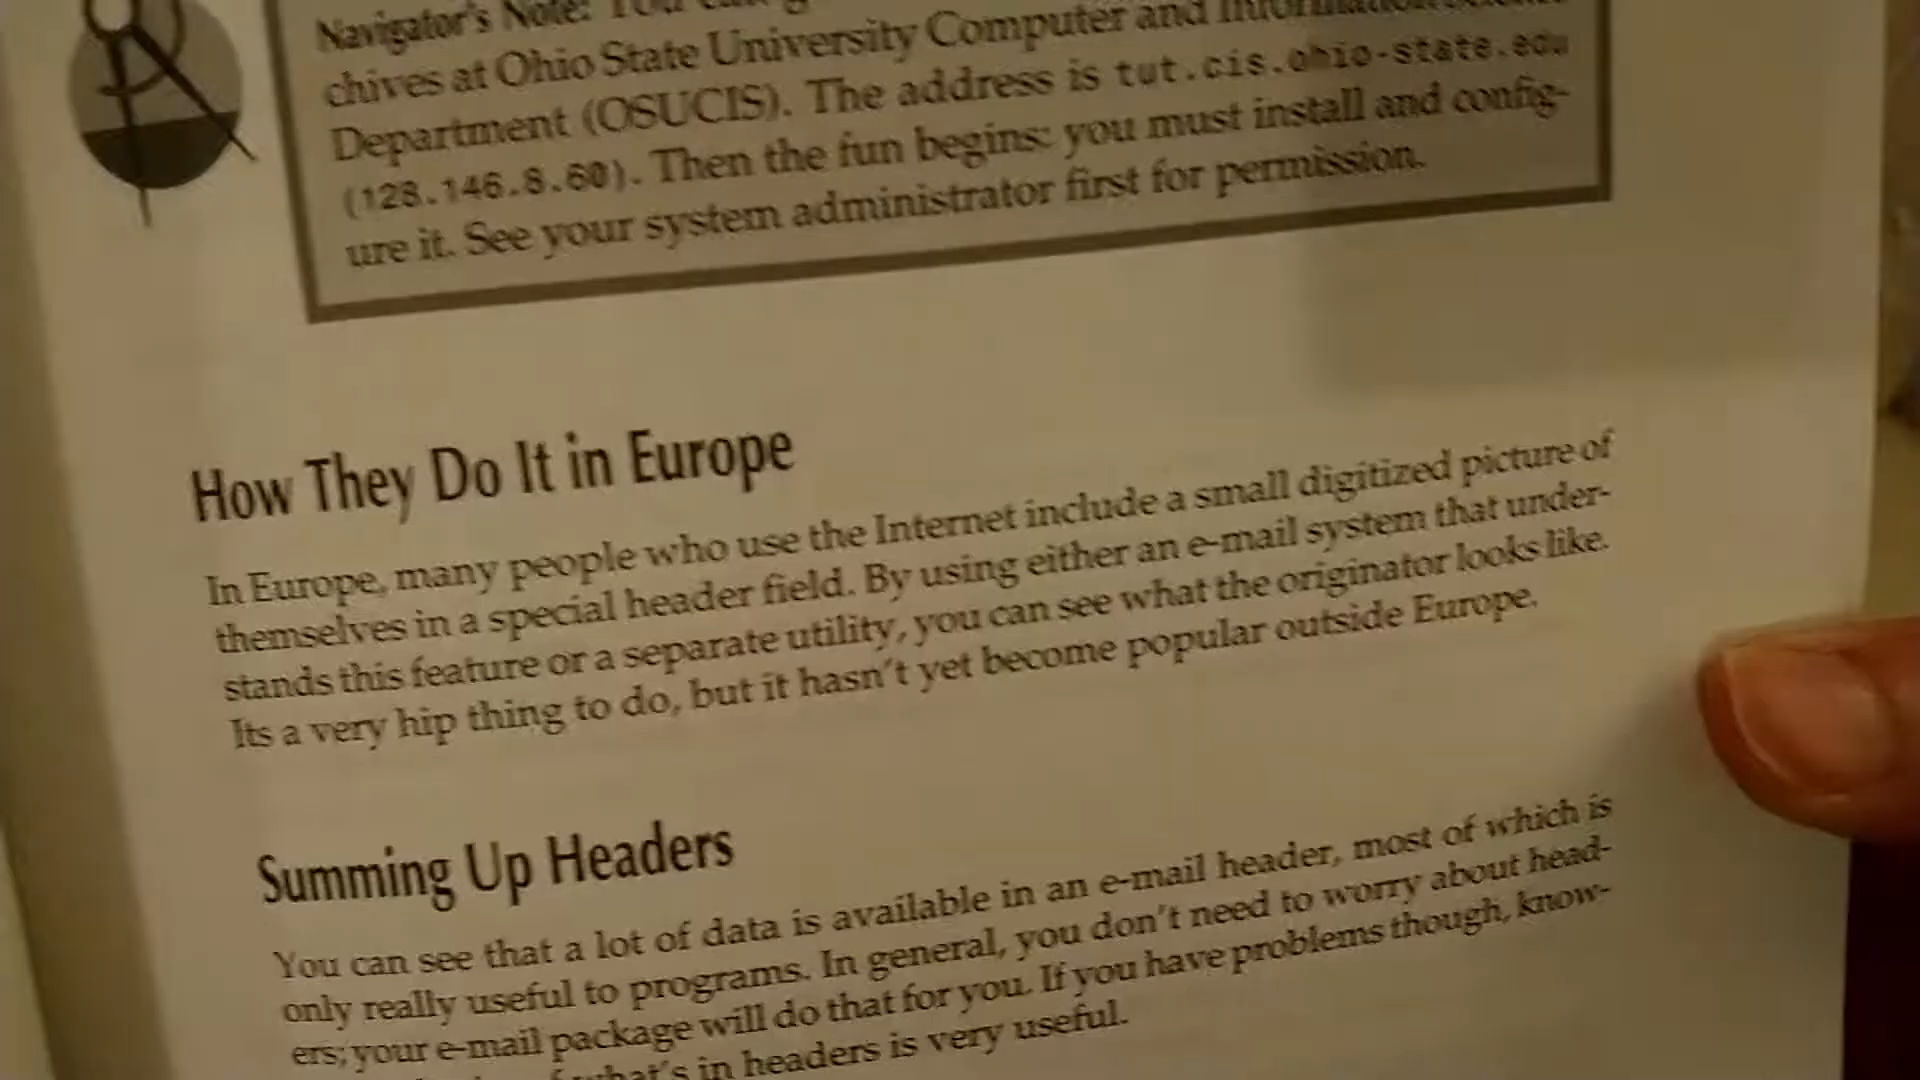 Navigator's Note: You can g
chives at Ohio State University Computer and Information Scien
Department (OSUCIS). The address is tut.cis.ohio-state.edu
(128.146.8.60). Then the fun begins: you must install and config-
ure it. See your system administrator first for permission.
How They Do It in Europe
In Europe, many people who use the Internet include a small digitized picture of
themselves in a special header field. By using either an e-mail system that under-
stands this feature or a separate utility, you can see what the originator looks like.
Its a very hip thing to do, but it hasn't yet become popular outside Europe.
Summing Up Headers
You can see that a lot of data is available in an e-mail header, most of which is
only really useful to programs. In general, you don't need to worry about head-
ers; your e-mail package will do that for you. If you have problems though, know-
what's in headers is very useful.